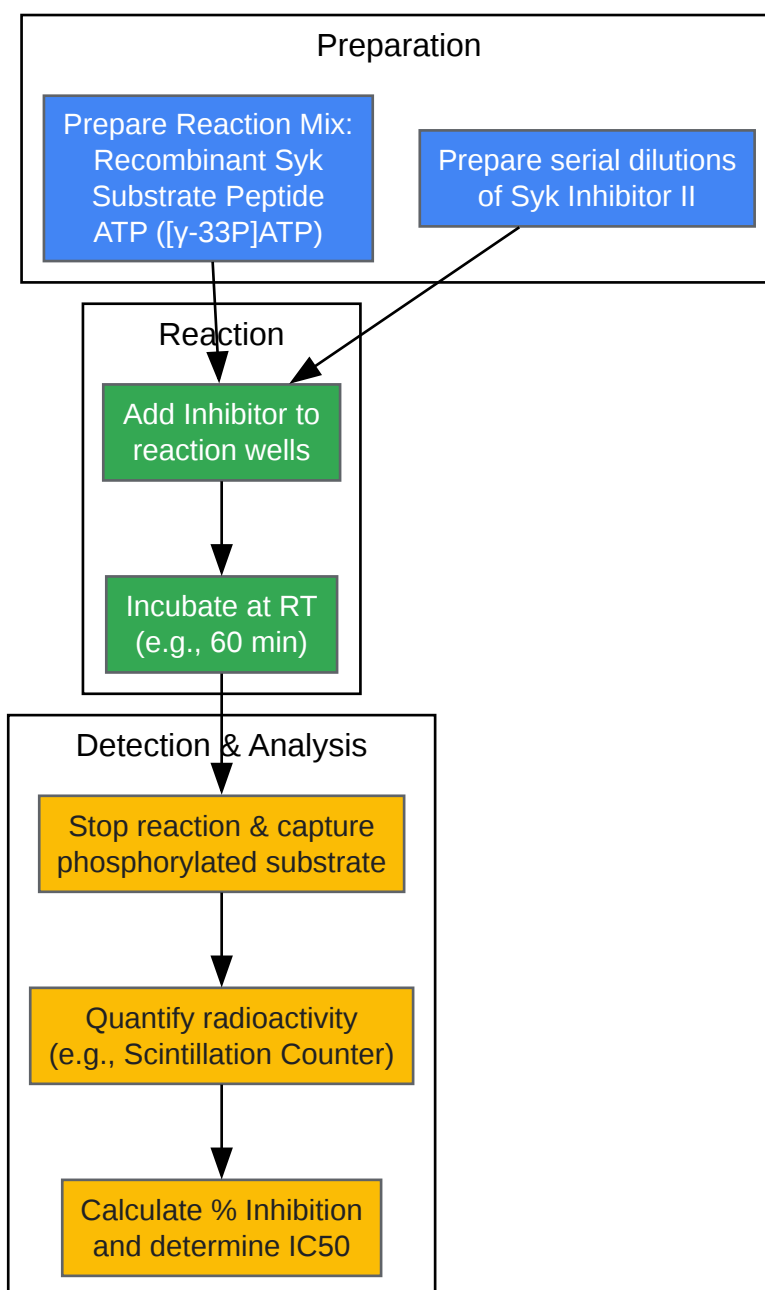 Preparation
Prepare Reaction Mix:
Recombinant Syk
Substrate Peptide
ATP ([γ-33P]ATP)
Prepare serial dilutions
of Syk Inhibitor II
Reaction
Add Inhibitor to
reaction wells
Incubate at RT
(e.g., 60 min)
Detection & Analysis
Stop reaction & capture
phosphorylated substrate
Quantify radioactivity
(e.g., Scintillation Counter)
Calculate % Inhibition
and determine IC50